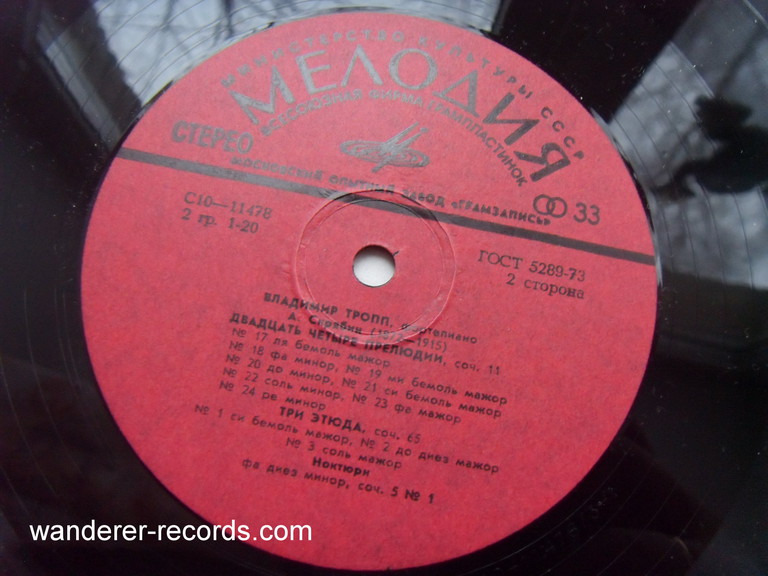 МИНИСТЕРСТВО КУЛЬТУРЫ СССР
МЕЛОДИЯ
ВСЕСОЮЗНАЯ ФИРМА ГРАМПЛАСТИНОК
СТЕРЕО
МОСКОВСКИЙ ОПЫТНЫЙ ЗАВОД «ГРАМЗАПИСЬ»
33
С10—11478
2 гр. 1-20
ГОСТ 5289-73
2 сторона
ВЛАДИМИР ТРОПП, фортепиано
А. Скрябин (1872—1915)
ДВАДЦАТЬ ЧЕТЫРЕ ПРЕЛЮДИИ, соч. 11
№ 17 ля бемоль мажор
№ 18 фа минор, № 19 ми бемоль мажор
№ 20 до минор, № 21 си бемоль мажор
№ 22 соль минор, № 23 фа мажор
№ 24 ре минор
ТРИ ЭТЮДА, соч. 65
№ 1 си бемоль мажор, № 2 до диез мажор
№ 3 соль мажор
Ноктюрн
фа диез минор, соч. 5 № 1
wanderer-records.com